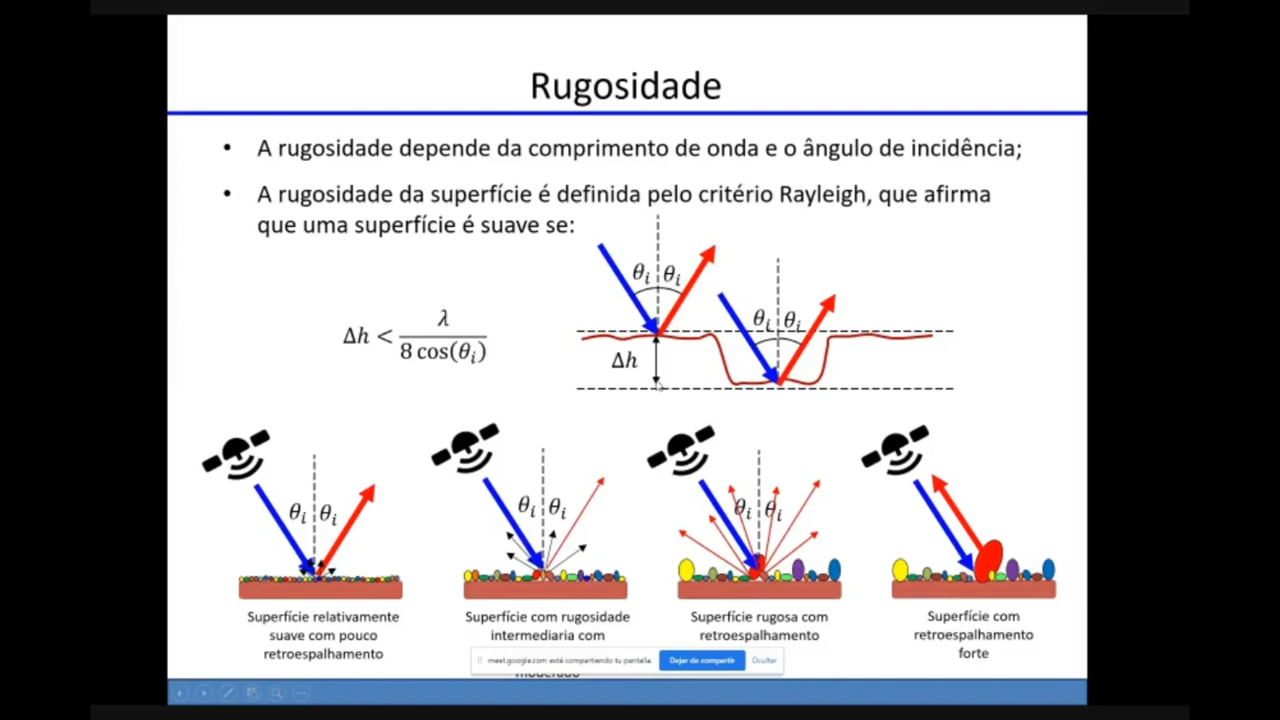 Rugosidade
• A rugosidade depende da comprimento de onda e o ângulo de incidência;
• A rugosidade da superfície é definida pelo critério Rayleigh, que afirma
que uma superfície é suave se:
θi θi
θi θi
Δh < λ / 8 cos(θi)
Δh
θi θi
θi θi
θi θi
Superfície relativamente
suave com pouco
retroespalhamento
Superfície com rugosidade
intermediaria com
moderado
Superfície rugosa com
retroespalhamento
Superfície com
retroespalhamento
forte
meet.google.com está compartiendo tu pantalla.
Dejar de compartir
Ocultar